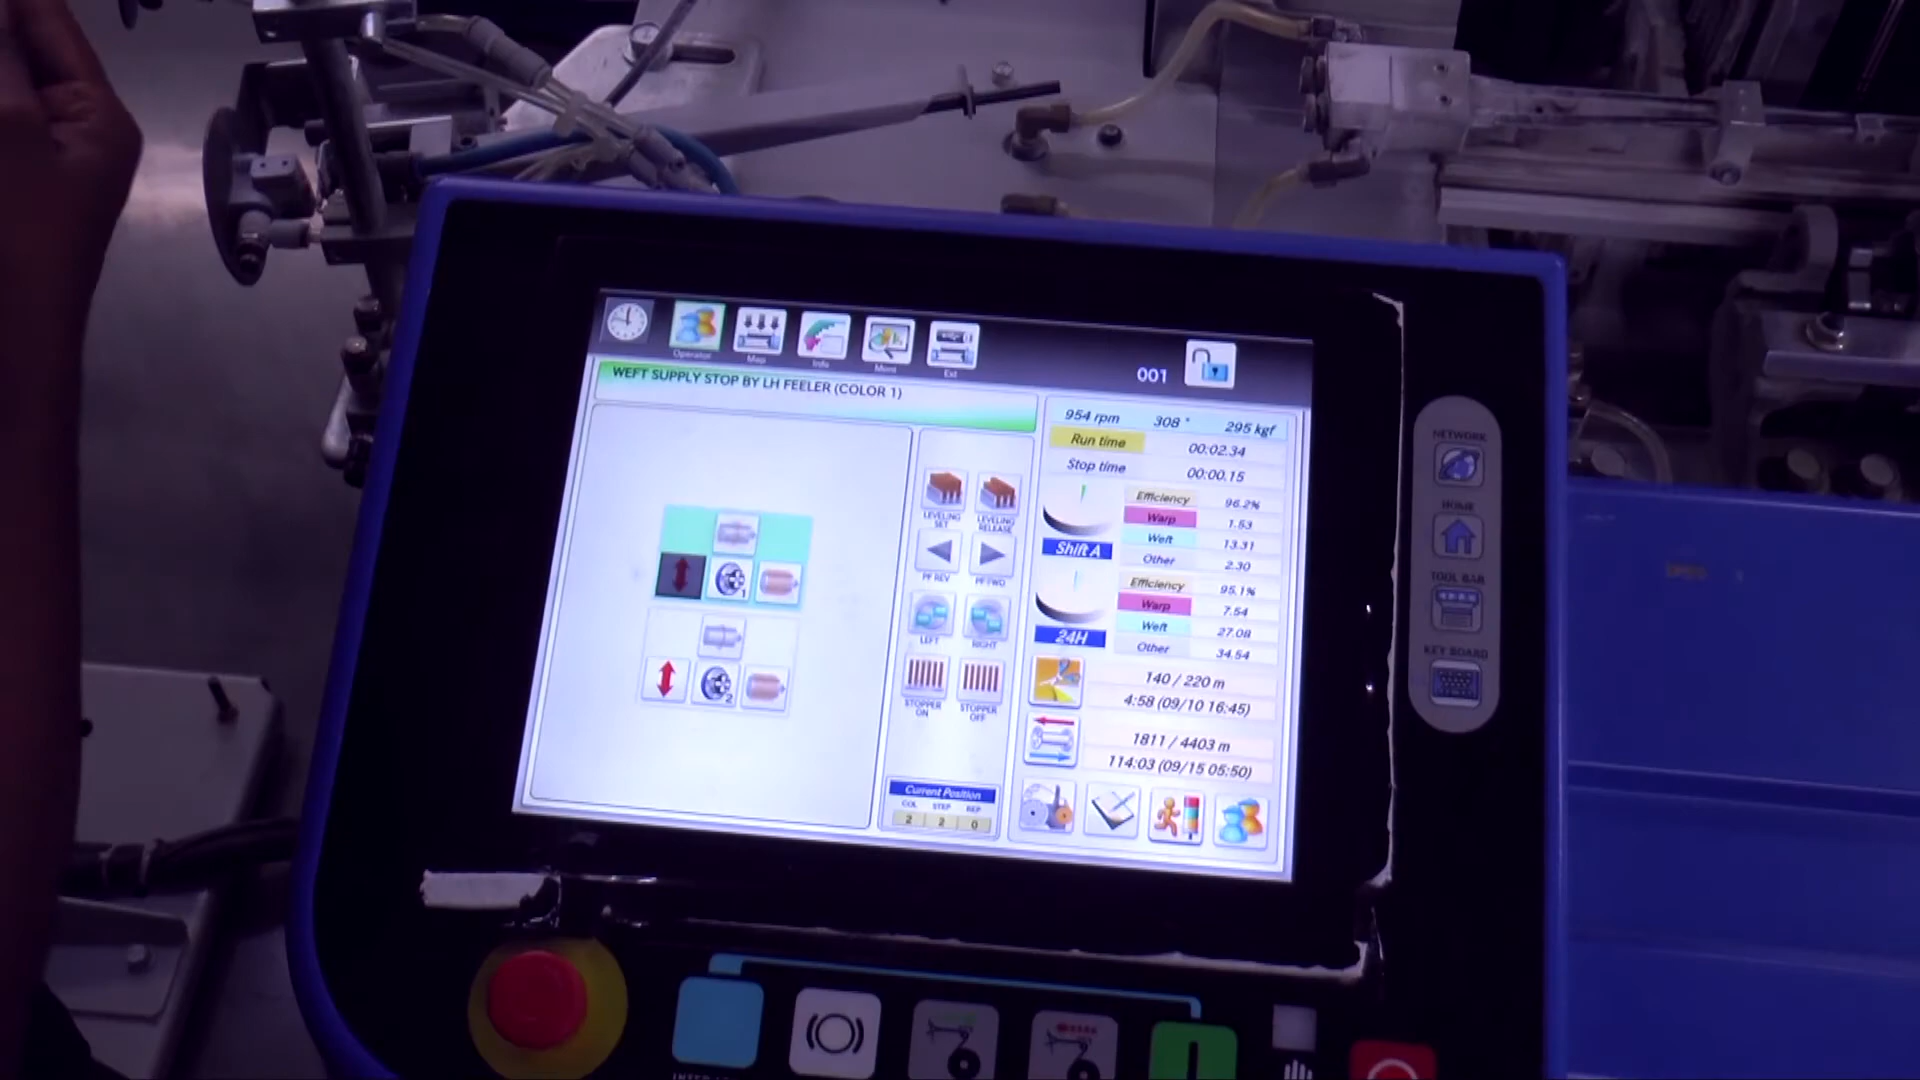 Operator
Map
Info
Ment
Ext
001
WEFT SUPPLY STOP BY LH FEELER (COLOR 1)
954 rpm 308 ° 295 kgf
Run time 00:02.34
Stop time 00:00.15
Efficiency 96.2%
Warp 1.53
Weft 13.31
Other 2.30
Shift A
Efficiency 95.1%
Warp 7.54
Weft 27.08
Other 34.54
24H
140 / 220 m
4:58 (09/10 16:45)
1811 / 4403 m
114:03 (09/15 05:50)
1
2
LEVELING SET
LEVELING RELEASE
PF REV
PF FWD
LEFT
RIGHT
STOPPER ON
STOPPER OFF
Current Position
COL STEP REP
2 2 0
NETWORK
HOME
TOOL BAR
KEY BOARD